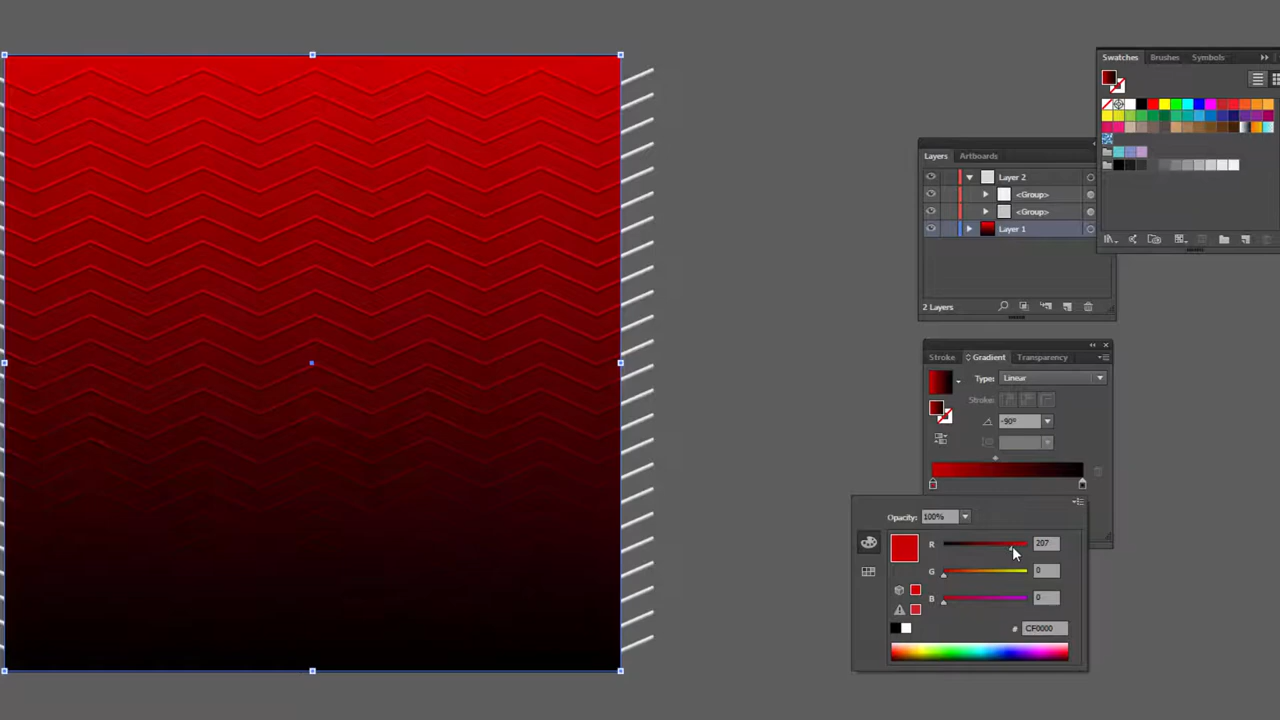 Swatches Brushes Symbols
Layers Artboards
Layer 2
<Group>
<Group>
Layer 1
2 Layers
Stroke Gradient Transparency
Type: Linear
Stroke:
-90°
Opacity: 100%
R 207
G 0
B 0
# CF0000